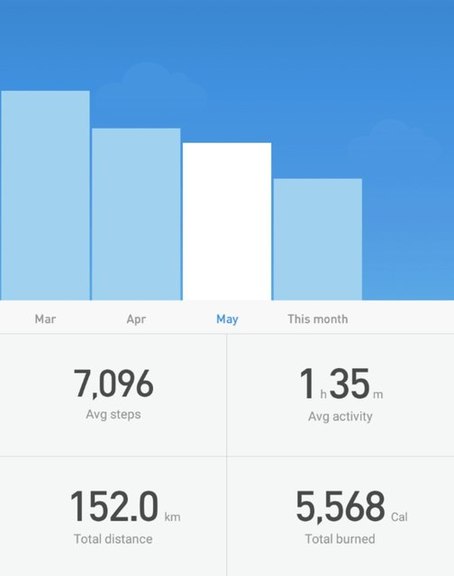 Mar Apr May This month
7,096 1 h 35 m
Avg steps Avg activity
152.0 km 5,568 Cal
Total distance Total burned